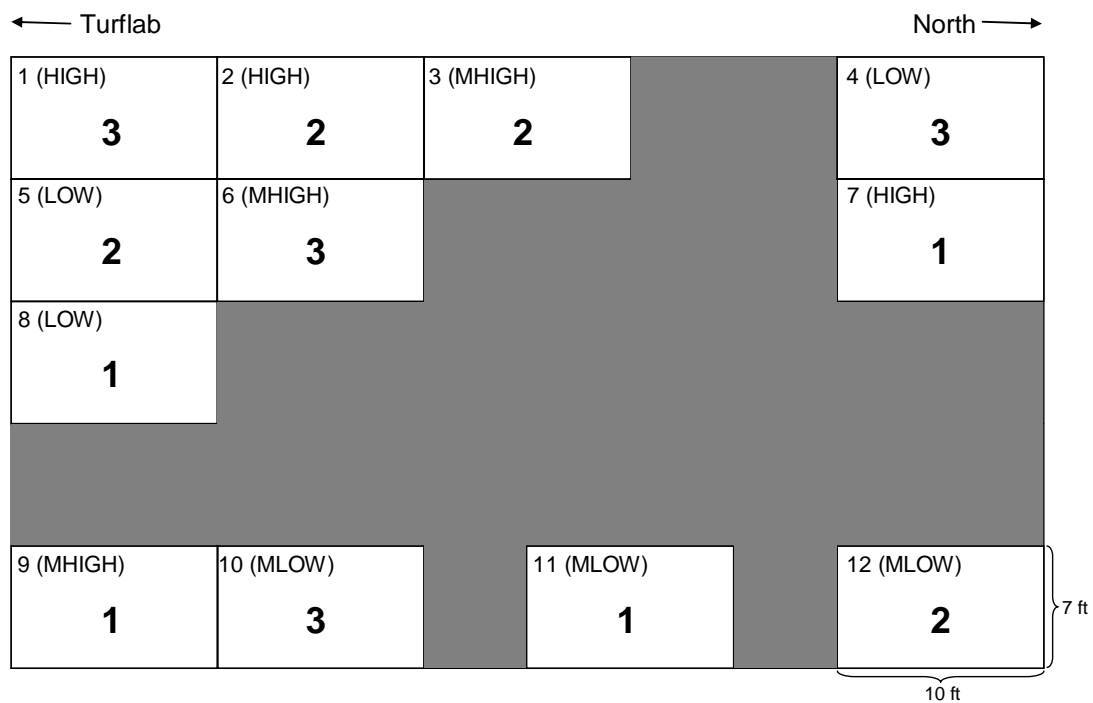 Turflab
North
1 (HIGH)
3
2 (HIGH)
2
3 (MHIGH)
2
4 (LOW)
3
5 (LOW)
2
6 (MHIGH)
3
7 (HIGH)
1
8 (LOW)
1
9 (MHIGH)
1
10 (MLOW)
3
11 (MLOW)
1
12 (MLOW)
2
7 ft
10 ft